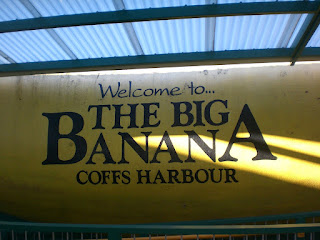 Welcome to...
THE BIG
BANANA
COFFS HARBOUR